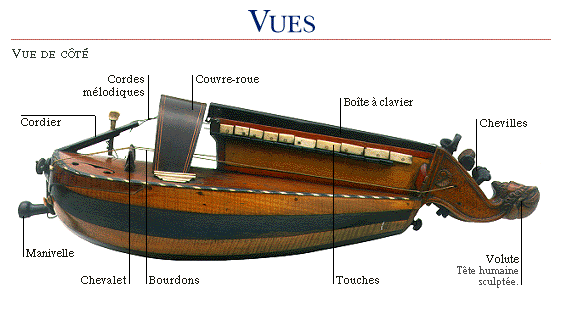 VUES
VUE DE CÔTÉ
Cordes
mélodiques
Couvre-roue
Boîte à clavier
Cordier
Chevilles
Manivelle
Chevalet
Bourdons
Touches
Volute
Tête humaine
sculptée.